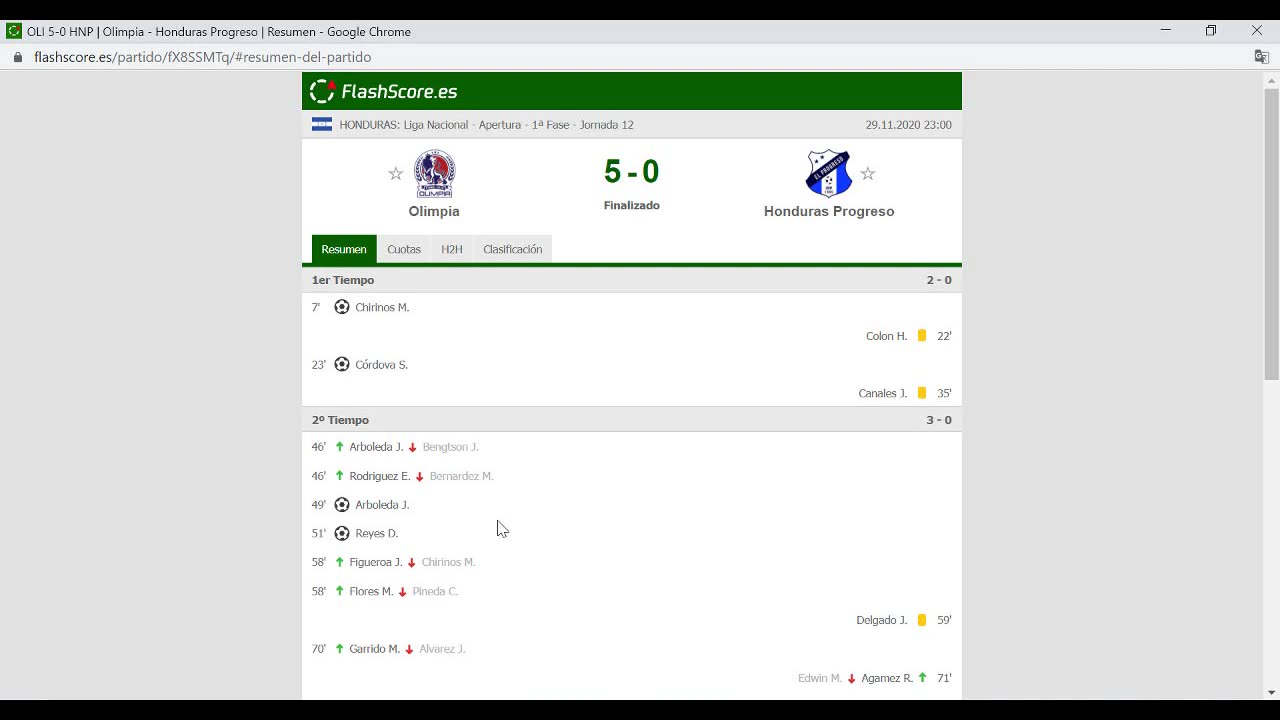 OLI 5-0 HNP | Olimpia - Honduras Progreso | Resumen - Google Chrome
flashscore.es/partido/fX8SSMTq/#resumen-del-partido
FlashScore.es
HONDURAS: Liga Nacional - Apertura - 1ª Fase - Jornada 12 29.11.2020 23:00
OLIMPIA
EL PROGRESO
5 - 0
Finalizado
Olimpia Honduras Progreso
Resumen Cuotas H2H Clasificación
1er Tiempo 2 - 0
7' Chirinos M.
Colon H. 22'
23' Córdova S.
Canales J. 35'
2º Tiempo 3 - 0
46' Arboleda J. Bengtson J.
46' Rodriguez E. Bernardez M.
49' Arboleda J.
51' Reyes D.
58' Figueroa J. Chirinos M.
58' Flores M. Pineda C.
Delgado J. 59'
70' Garrido M. Alvarez J.
Edwin M. Agamez R. 71'